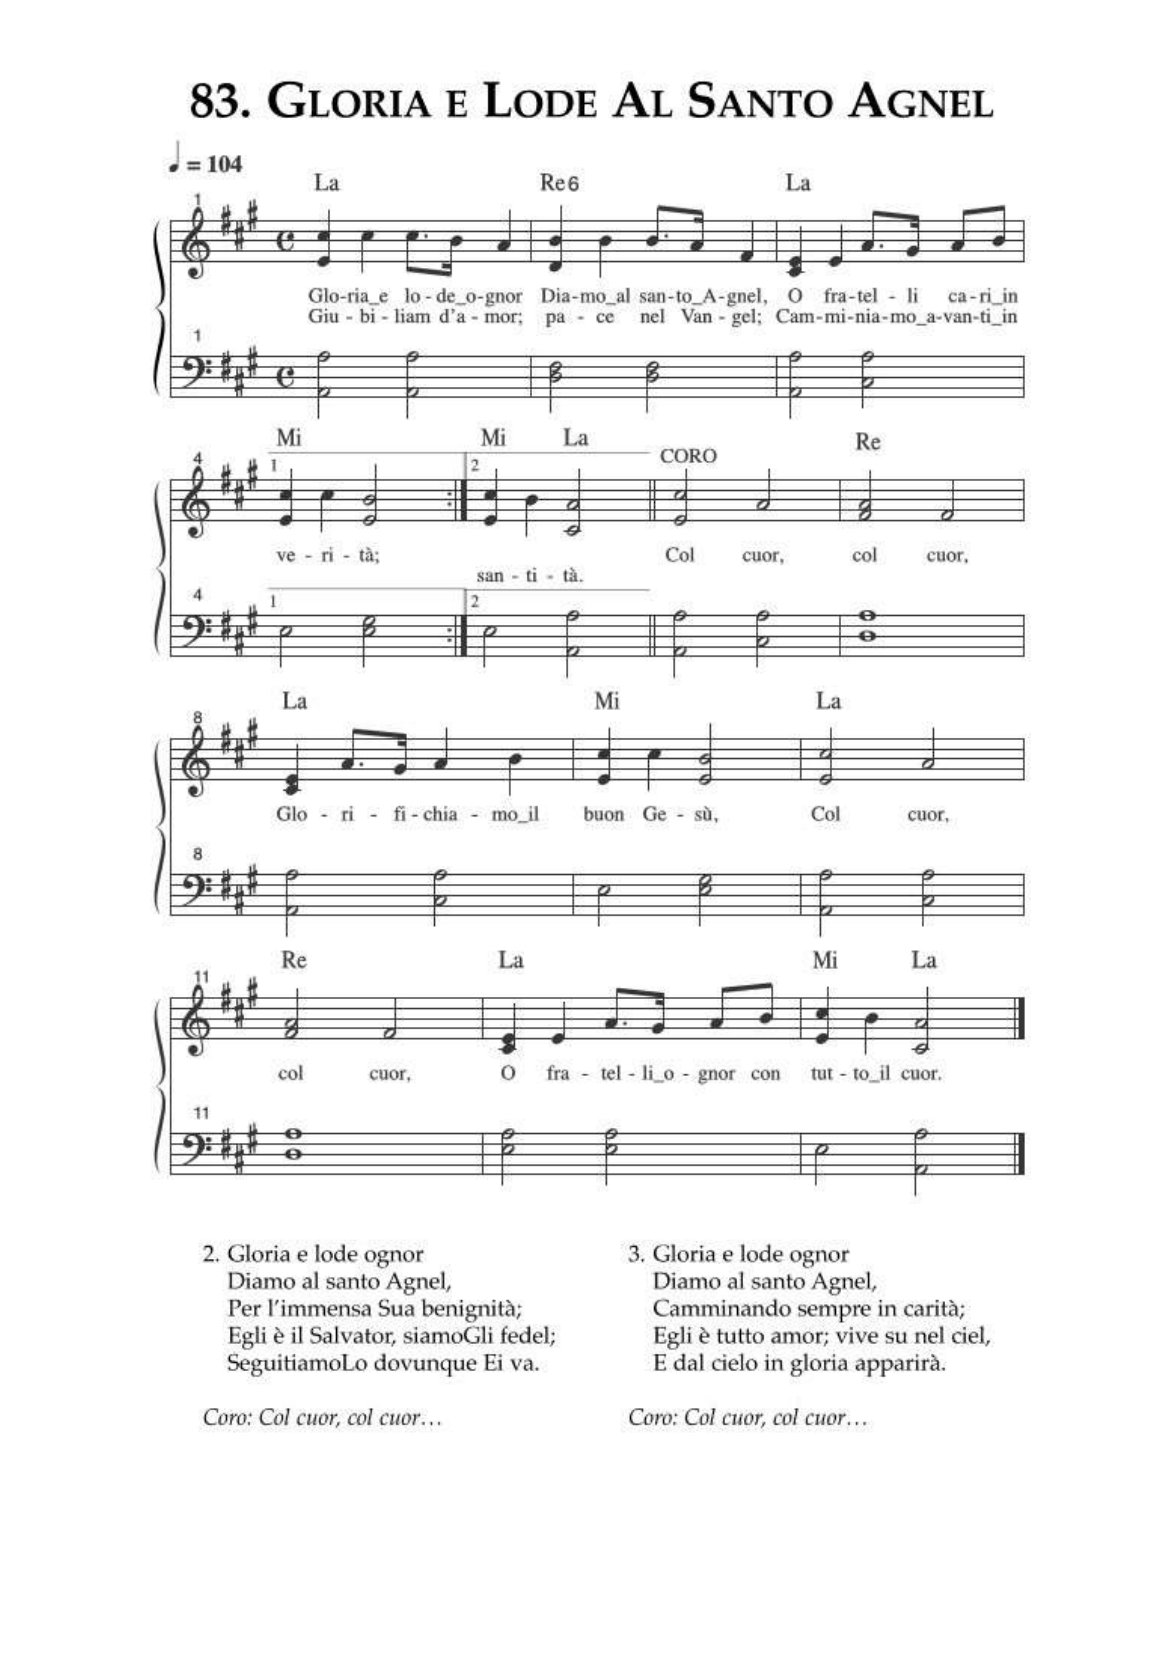 83. Gloria e Lode Al Santo Agnel
= 104
La Re6 La
1
Glo-ria_e lo-de_o-gnor Dia-mo_al san-to_A-gnel, O fra-tel - li ca-ri_in
Giu - bi - liam d'a - mor; pa - ce nel Van - gel; Cam-mi-nia-mo_a-van-ti_in
1
Mi Mi La Re
4 1 2 CORO
ve - ri - tà; Col cuor, col cuor,
san - ti - tà.
4 1 2
La Mi La
8
Glo - ri - fi - chia - mo_il buon Ge - sù, Col cuor,
8
Re La Mi La
11
col cuor, O fra - tel - li_o - gnor con tut - to_il cuor.
11
2. Gloria e lode ognor
Diamo al santo Agnel,
Per l'immensa Sua benignità;
Egli è il Salvator, siamoGli fedel;
SeguitiamoLo dovunque Ei va.
Coro: Col cuor, col cuor…
3. Gloria e lode ognor
Diamo al santo Agnel,
Camminando sempre in carità;
Egli è tutto amor; vive su nel ciel,
E dal cielo in gloria apparirà.
Coro: Col cuor, col cuor…